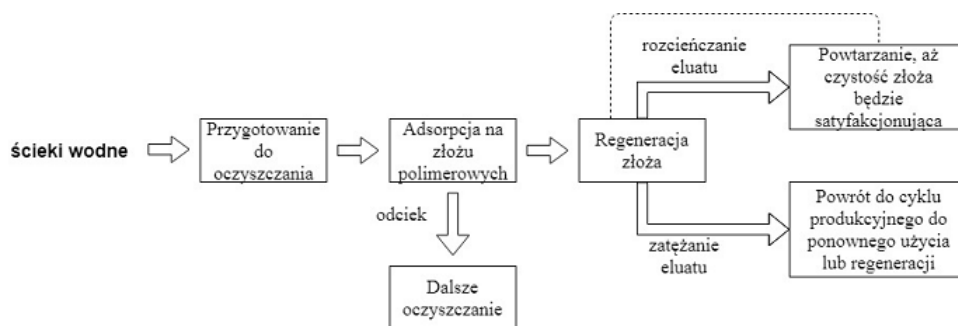 ścieki wodne
Przygotowanie
do
oczyszczania
Adsorpcja na
złożu
polimerowych
odciek
Dalsze
oczyszczanie
Regeneracja
złoża
rozcieńczanie
eluatu
Powtarzanie, aż
czystość złoża
będzie
satyfakcjonująca
zatężanie
eluatu
Powrót do cyklu
produkcyjnego do
ponownego użycia
lub regeneracji